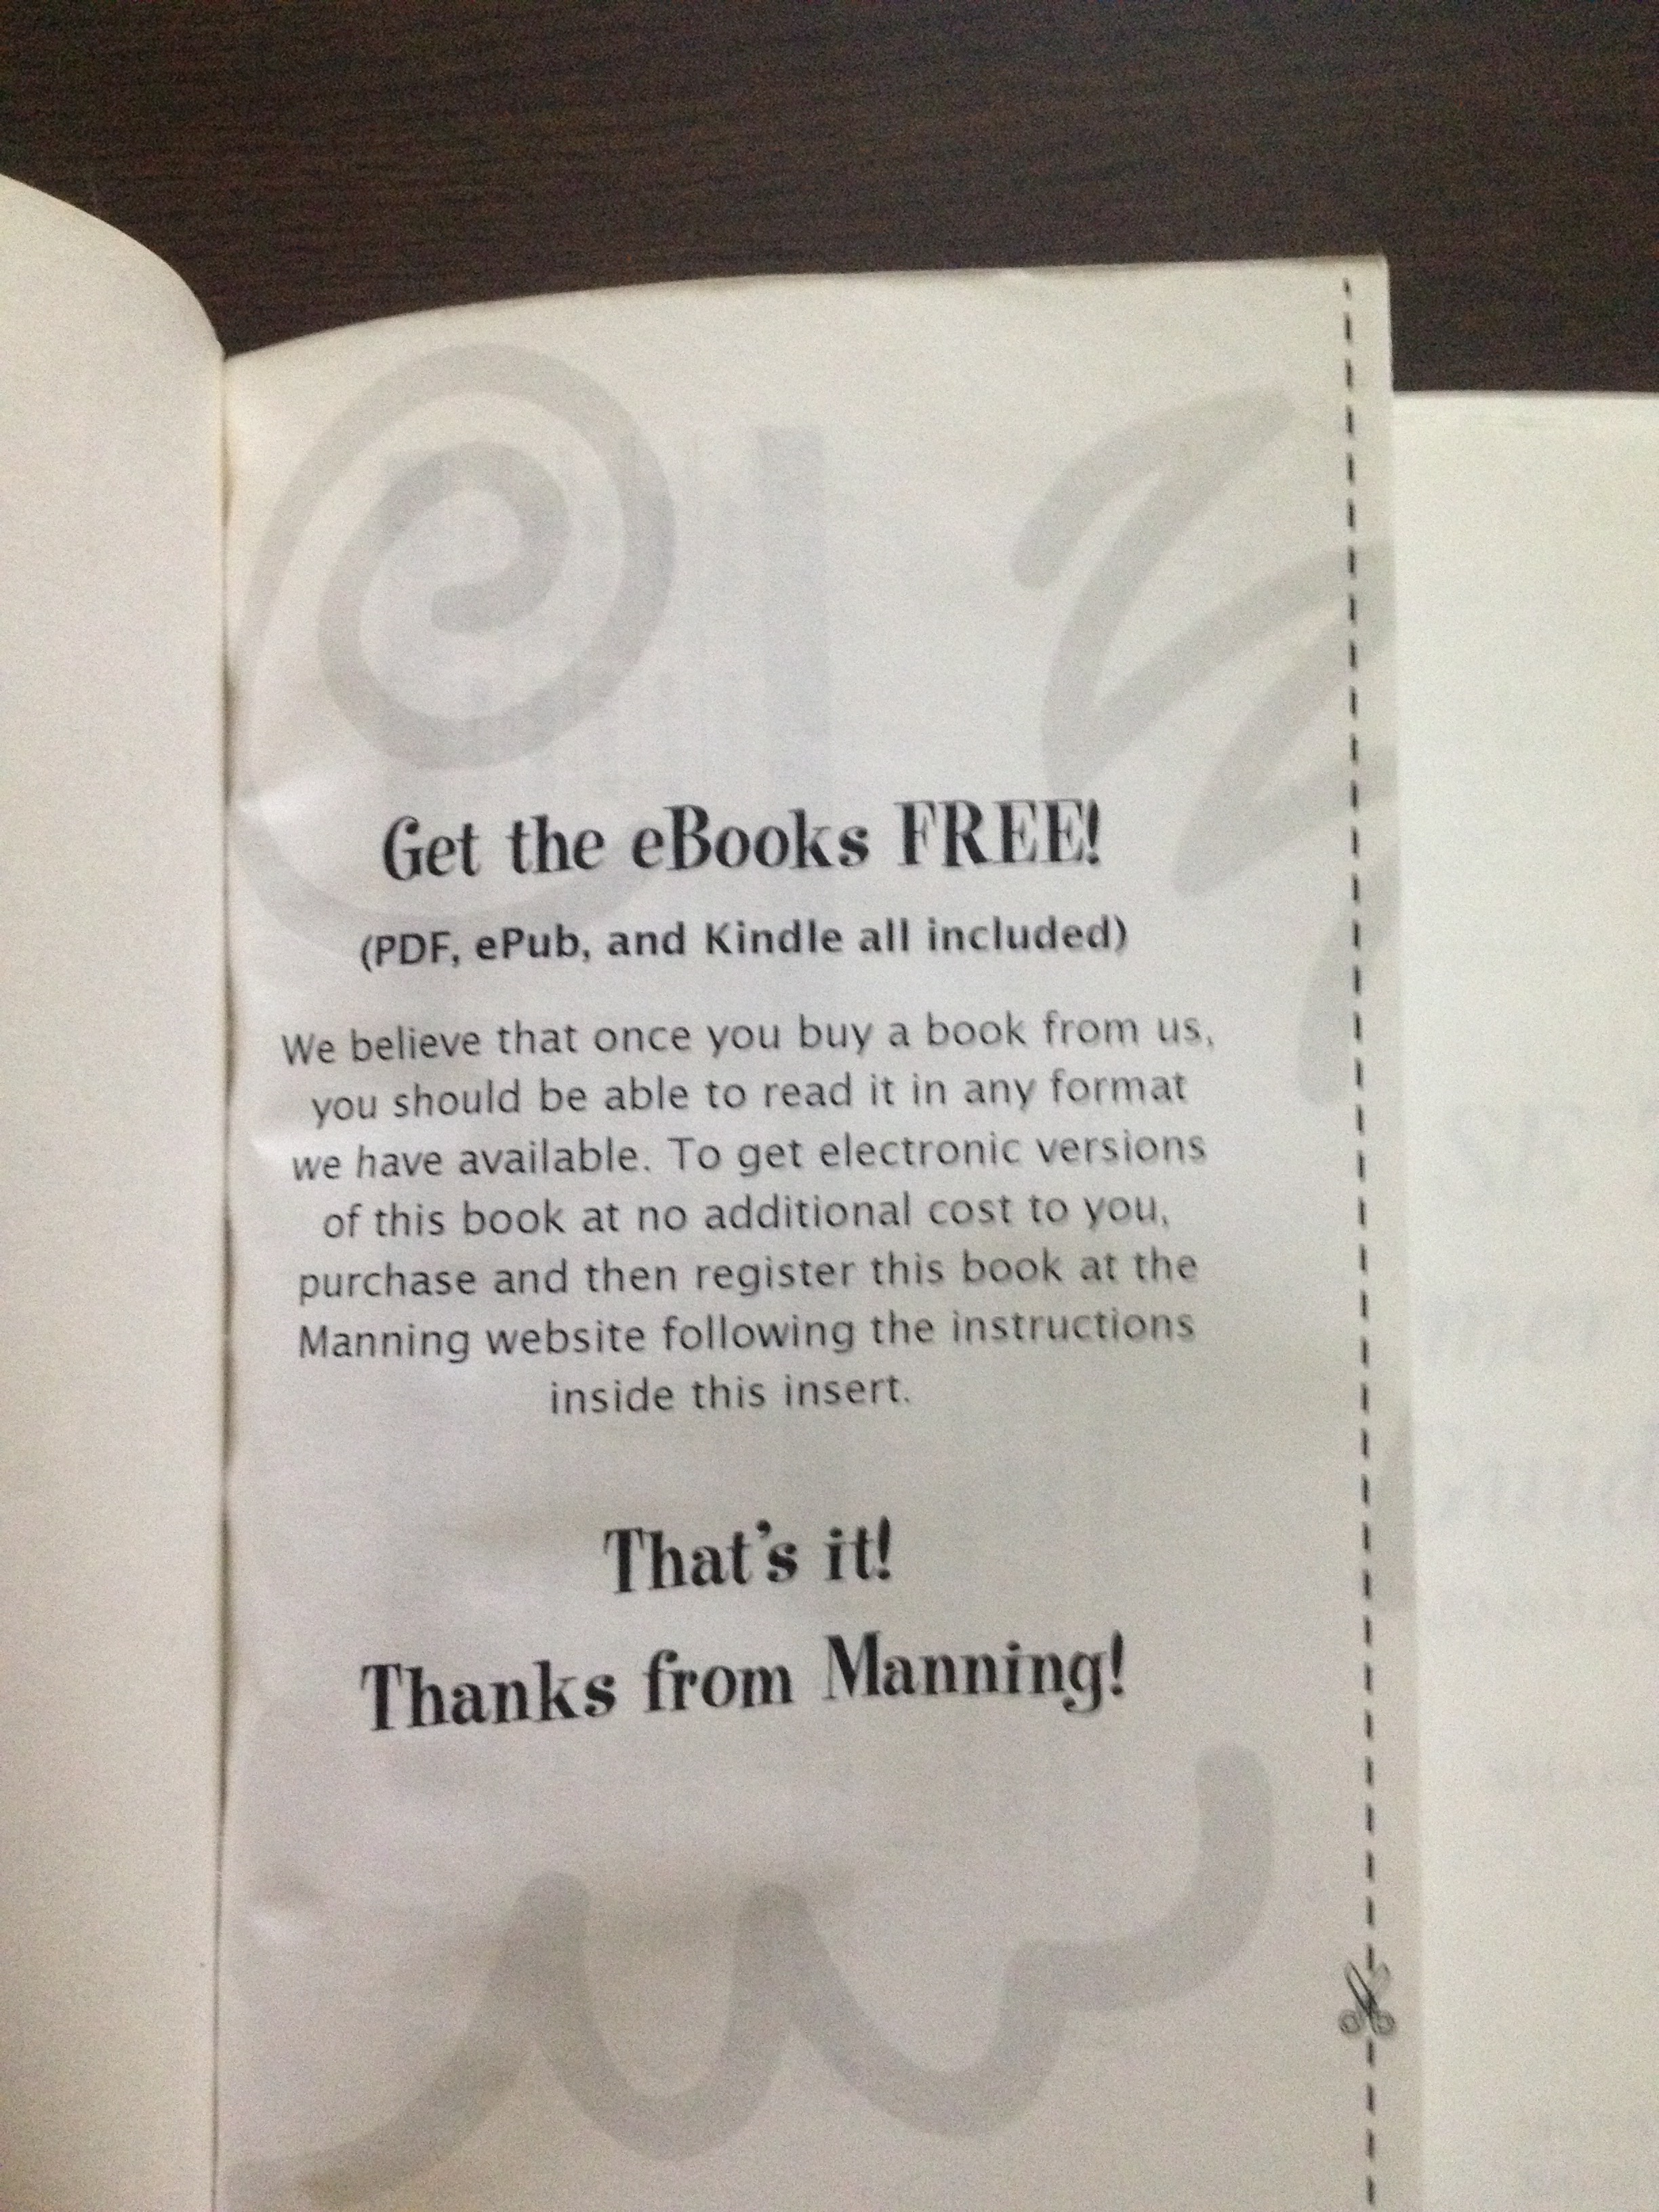 Get the eBooks FREE!
(PDF, ePub, and Kindle all included)
We believe that once you buy a book from us,
you should be able to read it in any format
we have available. To get electronic versions
of this book at no additional cost to you,
purchase and then register this book at the
Manning website following the instructions
inside this insert.
That's it!
Thanks from Manning!